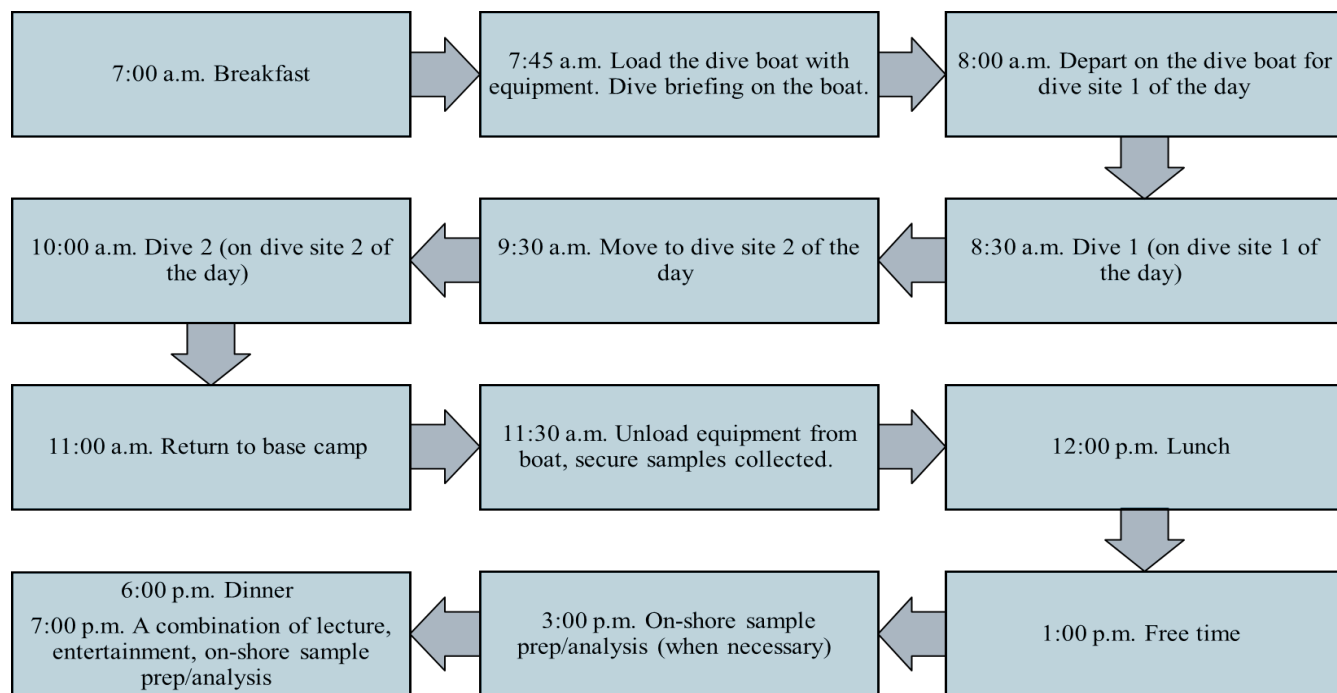 7:00 a.m. Breakfast
7:45 a.m. Load the dive boat with
equipment. Dive briefing on the boat.
8:00 a.m. Depart on the dive boat for
dive site 1 of the day
8:30 a.m. Dive 1 (on dive site 1 of
the day)
9:30 a.m. Move to dive site 2 of the
day
10:00 a.m. Dive 2 (on dive site 2 of
the day)
11:00 a.m. Return to base camp
11:30 a.m. Unload equipment from
boat, secure samples collected.
12:00 p.m. Lunch
1:00 p.m. Free time
3:00 p.m. On-shore sample
prep/analysis (when necessary)
6:00 p.m. Dinner
7:00 p.m. A combination of lecture,
entertainment, on-shore sample
prep/analysis